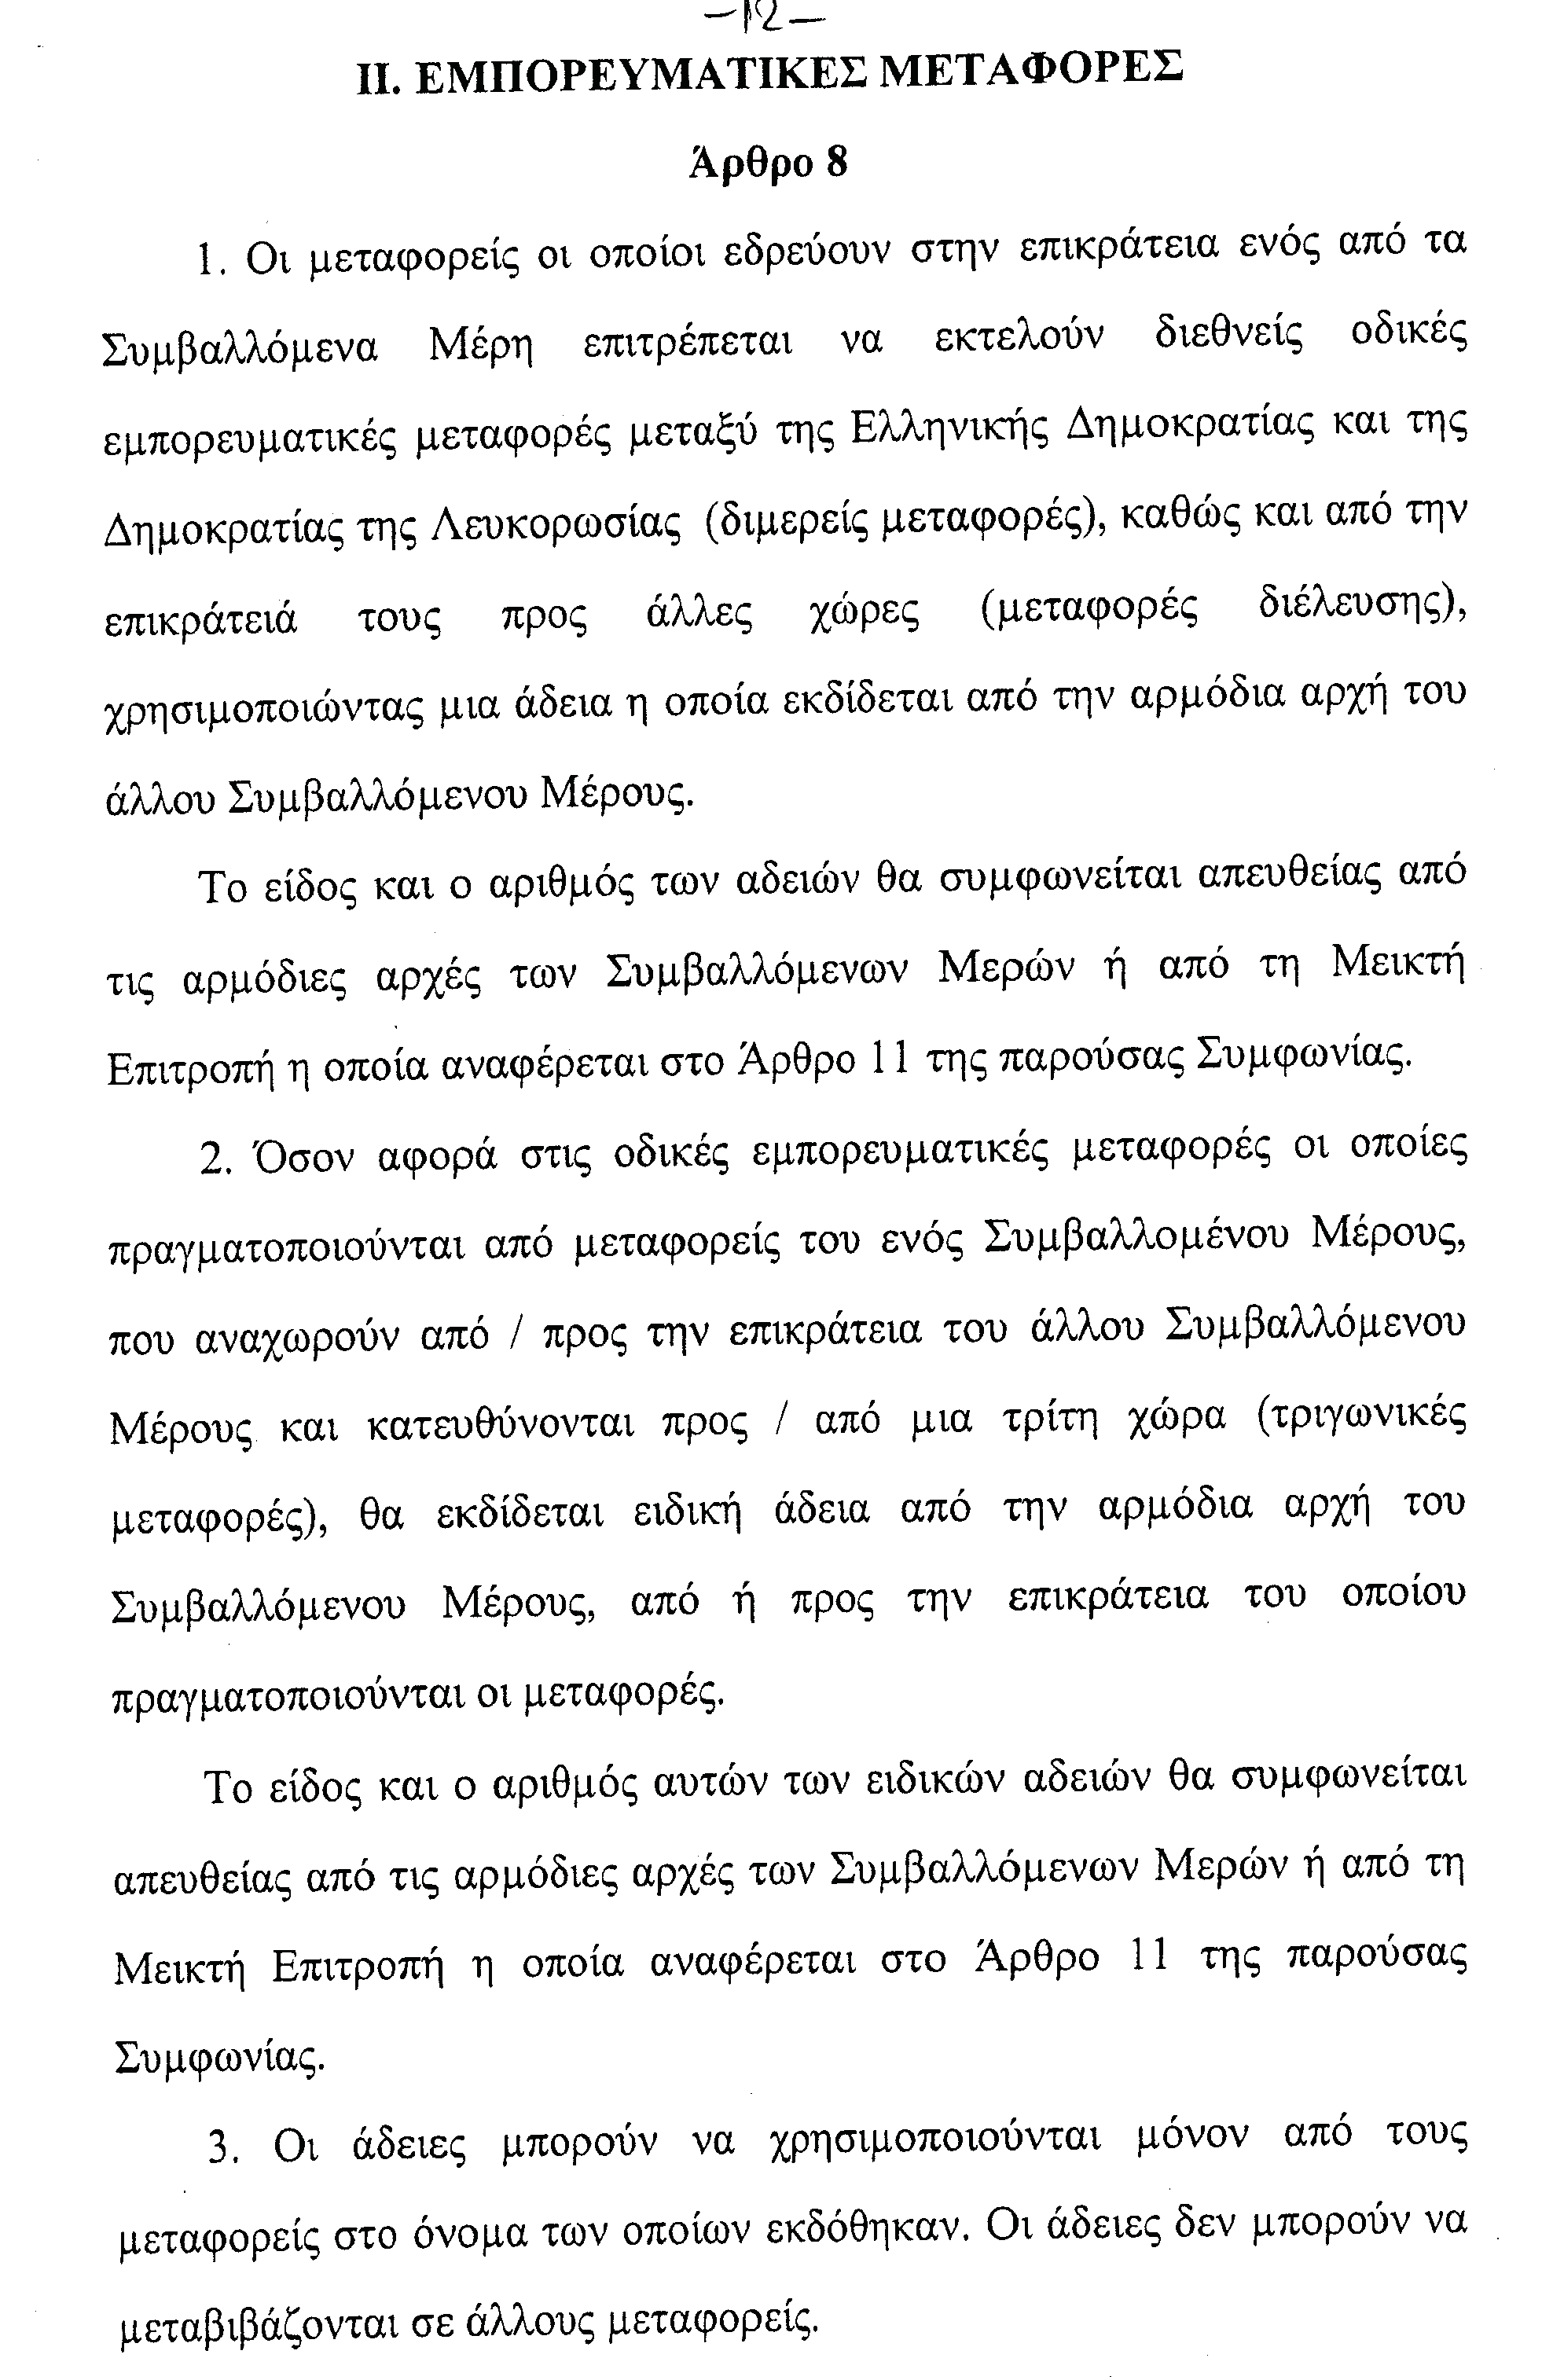 -12-
ΙΙ. ΕΜΠΟΡΕΥΜΑΤΙΚΕΣ ΜΕΤΑΦΟΡΕΣ
Άρθρο 8
1. Οι μεταφορείς οι οποίοι εδρεύουν στην επικράτεια ενός από τα
Συμβαλλόμενα Μέρη επιτρέπεται να εκτελούν διεθνείς οδικές
εμπορευματικές μεταφορές μεταξύ της Ελληνικής Δημοκρατίας και της
Δημοκρατίας της Λευκορωσίας (διμερείς μεταφορές), καθώς και από την
επικράτειά τους προς άλλες χώρες (μεταφορές διέλευσης),
χρησιμοποιώντας μια άδεια η οποία εκδίδεται από την αρμόδια αρχή του
άλλου Συμβαλλόμενου Μέρους.
Το είδος και ο αριθμός των αδειών θα συμφωνείται απευθείας από
τις αρμόδιες αρχές των Συμβαλλόμενων Μερών ή από τη Μεικτή
Επιτροπή η οποία αναφέρεται στο Άρθρο 11 της παρούσας Συμφωνίας.
2. Όσον αφορά στις οδικές εμπορευματικές μεταφορές οι οποίες
πραγματοποιούνται από μεταφορείς του ενός Συμβαλλομένου Μέρους,
που αναχωρούν από / προς την επικράτεια του άλλου Συμβαλλόμενου
Μέρους και κατευθύνονται προς / από μια τρίτη χώρα (τριγωνικές
μεταφορές), θα εκδίδεται ειδική άδεια από την αρμόδια αρχή του
Συμβαλλόμενου Μέρους, από ή προς την επικράτεια του οποίου
πραγματοποιούνται οι μεταφορές.
Το είδος και ο αριθμός αυτών των ειδικών αδειών θα συμφωνείται
απευθείας από τις αρμόδιες αρχές των Συμβαλλόμενων Μερών ή από τη
Μεικτή Επιτροπή η οποία αναφέρεται στο Άρθρο 11 της παρούσας
Συμφωνίας.
3. Οι άδειες μπορούν να χρησιμοποιούνται μόνον από τους
μεταφορείς στο όνομα των οποίων εκδόθηκαν. Οι άδειες δεν μπορούν να
μεταβιβάζονται σε άλλους μεταφορείς.